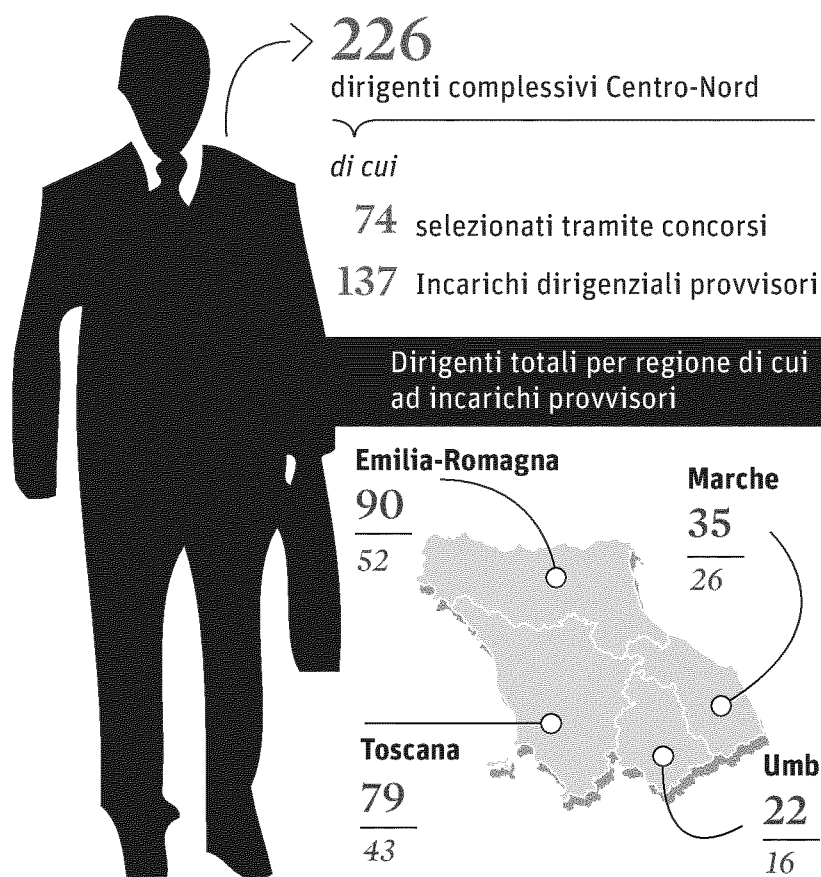 226
dirigenti complessivi Centro-Nord
di cui
74 selezionati tramite concorsi
137 Incarichi dirigenziali provvisori
Dirigenti totali per regione di cui
ad incarichi provvisori
Emilia-Romagna
90
52
Marche
35
26
Toscana
79
43
Umb
22
16